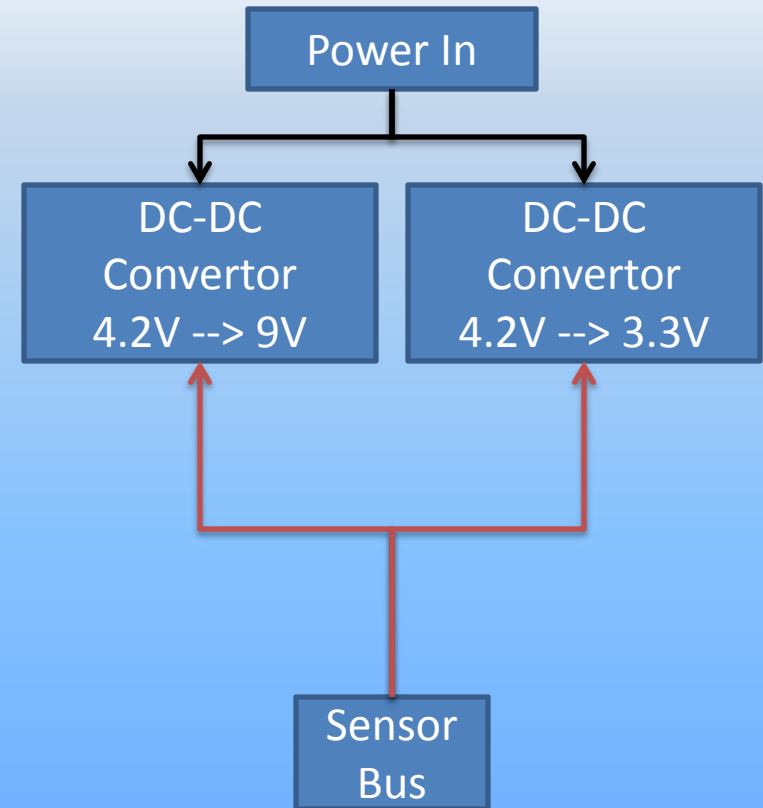 Power In
DC-DC
Convertor
4.2V --> 9V
DC-DC
Convertor
4.2V --> 3.3V
Sensor
Bus